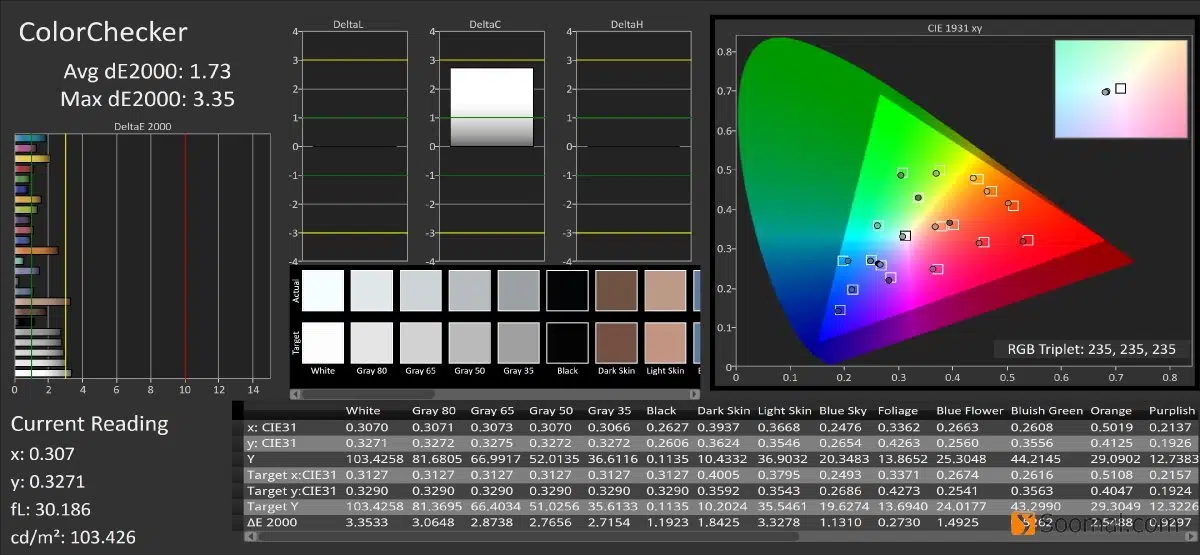 ColorChecker
Avg dE2000: 1.73
Max dE2000: 3.35
DeltaE 2000
0 2 4 6 8 10 12 14
DeltaL
4
3
2
1
0
-1
-2
-3
-4
DeltaC
4
3
2
1
0
-1
-2
-3
-4
DeltaH
4
3
2
1
0
-1
-2
-3
-4
Actual
Target
White Gray 80 Gray 65 Gray 50 Gray 35 Black Dark Skin Light Skin
CIE 1931 xy
0.8
0.7
0.6
0.5
0.4
0.3
0.2
0.1
0
0 0.1 0.2 0.3 0.4 0.5 0.6 0.7 0.8
RGB Triplet: 235, 235, 235
Current Reading
x: 0.307
y: 0.3271
fL: 30.186
cd/m²: 103.426
White Gray 80 Gray 65 Gray 50 Gray 35 Black Dark Skin Light Skin Blue Sky Foliage Blue Flower Bluish Green Orange Purplish
x: CIE31 0.3070 0.3071 0.3073 0.3070 0.3066 0.2627 0.3937 0.3668 0.2476 0.3362 0.2663 0.2608 0.5019 0.2137
y: CIE31 0.3271 0.3272 0.3275 0.3272 0.3272 0.2606 0.3624 0.3546 0.2654 0.4263 0.2560 0.3556 0.4125 0.1926
Y 103.4258 81.6805 66.9917 52.0135 36.6116 0.1135 10.4332 36.9032 20.3483 13.8652 25.3048 44.2145 29.0902 12.7383
Target x:CIE31 0.3127 0.3127 0.3127 0.3127 0.3127 0.3127 0.4005 0.3795 0.2493 0.3371 0.2674 0.2616 0.5108 0.2157
Target y:CIE31 0.3290 0.3290 0.3290 0.3290 0.3290 0.3290 0.3592 0.3543 0.2686 0.4273 0.2541 0.3563 0.4047 0.1924
Target Y 103.4258 81.3695 66.4034 51.0256 35.6133 0.1135 10.2024 35.5461 19.6274 13.6940 24.0177 43.2990 29.3049 12.3226
ΔE 2000 3.3533 3.0648 2.8738 2.7656 2.7154 1.1923 1.8425 3.3278 1.1310 0.2730 1.4925 2.5488 0.9297
Soomal.com